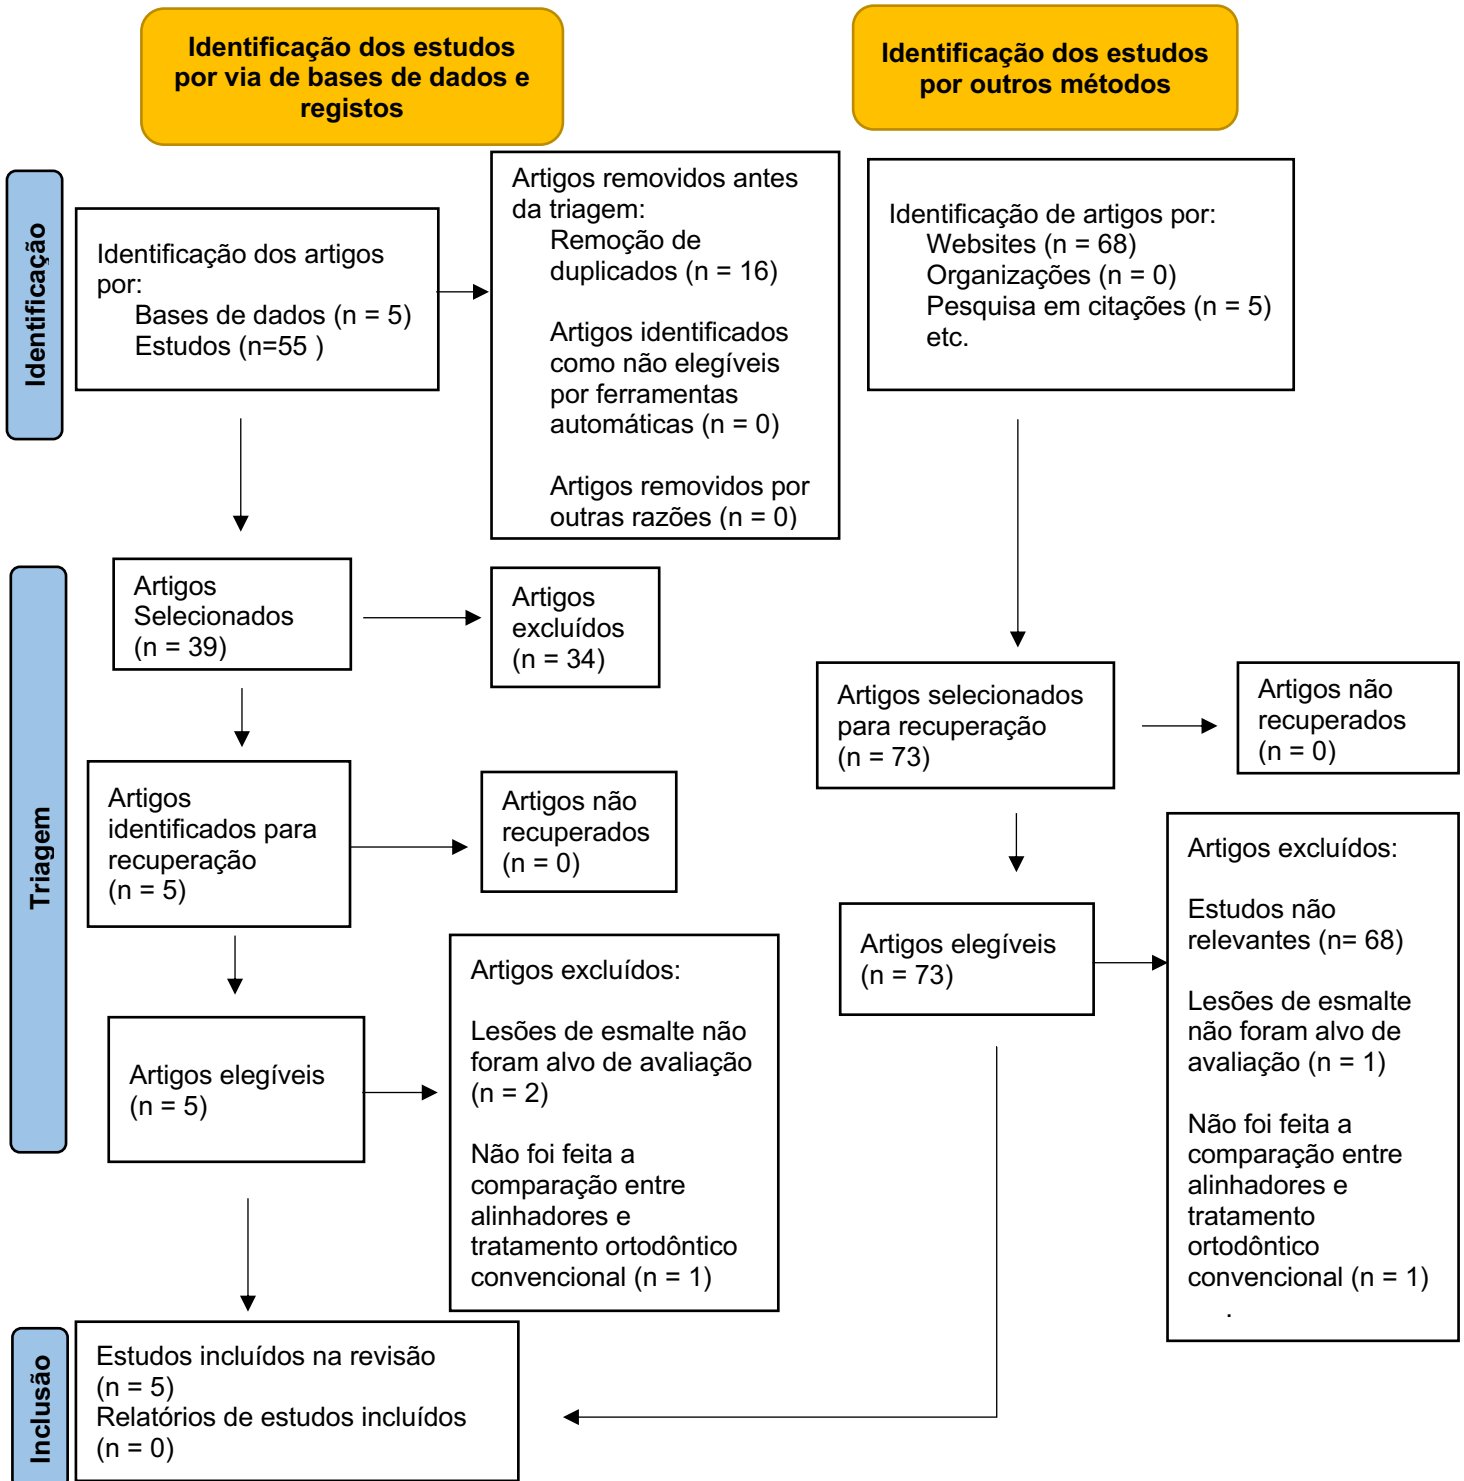 Identificação dos estudos
por via de bases de dados e
registos
Identificação dos estudos
por outros métodos
Identificação
Identificação dos artigos
por:
Bases de dados (n = 5)
Estudos (n=55 )
Artigos removidos antes
da triagem:
Remoção de
duplicados (n = 16)
Artigos identificados
como não elegíveis
por ferramentas
automáticas (n = 0)
Artigos removidos por
outras razões (n = 0)
Identificação de artigos por:
Websites (n = 68)
Organizações (n = 0)
Pesquisa em citações (n = 5)
etc.
Triagem
Artigos
Selecionados
(n = 39)
Artigos
excluídos
(n = 34)
Artigos selecionados
para recuperação
(n = 73)
Artigos não
recuperados
(n = 0)
Artigos
identificados para
recuperação
(n = 5)
Artigos não
recuperados
(n = 0)
Artigos elegíveis
(n = 73)
Artigos excluídos:
Estudos não
relevantes (n= 68)
Lesões de esmalte
não foram alvo de
avaliação (n = 1)
Não foi feita a
comparação entre
alinhadores e
tratamento
ortodôntico
convencional (n = 1)
.
Artigos elegíveis
(n = 5)
Artigos excluídos:
Lesões de esmalte não
foram alvo de avaliação
(n = 2)
Não foi feita a
comparação entre
alinhadores e
tratamento ortodôntico
convencional (n = 1)
Inclusão
Estudos incluídos na revisão
(n = 5)
Relatórios de estudos incluídos
(n = 0)